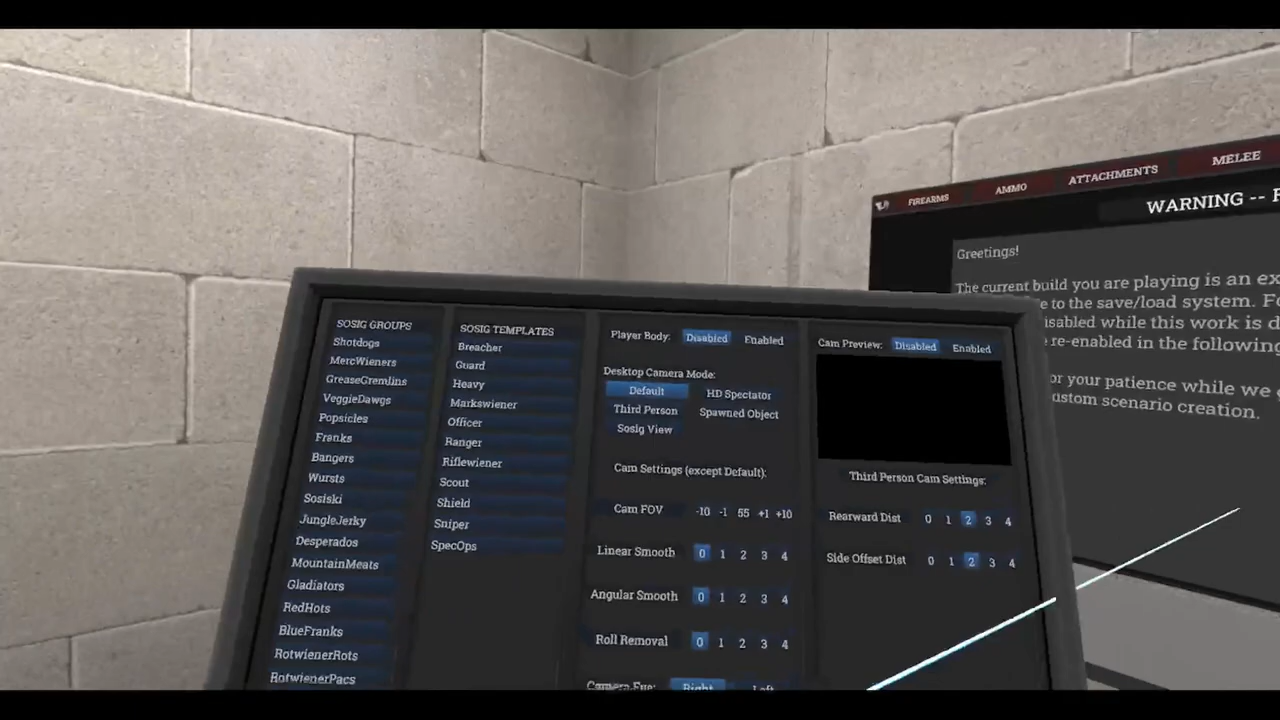 FIREARMS AMMO ATTACHMENTS MELEE
WARNING --
Greetings!
The current build you are playing is an
to the save/load system.
while this work is
re-enabled in the following
your patience while we
scenario creation.
SOSIG GROUPS
Shotdogs
MercWieners
GreaseGremlins
VeggieDawgs
Popsicles
Franks
Bangers
Wursts
Sosiski
JungleJerky
Desperados
MountainMeats
Gladiators
RedHots
BlueFranks
RotwienerRots
RotwienerPacs
SOSIG TEMPLATES
Breacher
Guard
Heavy
Markswiener
Officer
Ranger
Riflewiener
Scout
Shield
Sniper
SpecOps
Player Body: Disabled Enabled
Desktop Camera Mode:
Default HD Spectator
Third Person Spawned Object
Sosig View
Cam Settings (except Default):
Cam FOV -10 -1 55 +1 +10
Linear Smooth 0 1 2 3 4
Angular Smooth 0 1 2 3 4
Roll Removal 0 1 2 3 4
Camera Eye: Right Left
Cam Preview: Disabled Enabled
Third Person Cam Settings:
Rearward Dist 0 1 2 3 4
Side Offset Dist 0 1 2 3 4